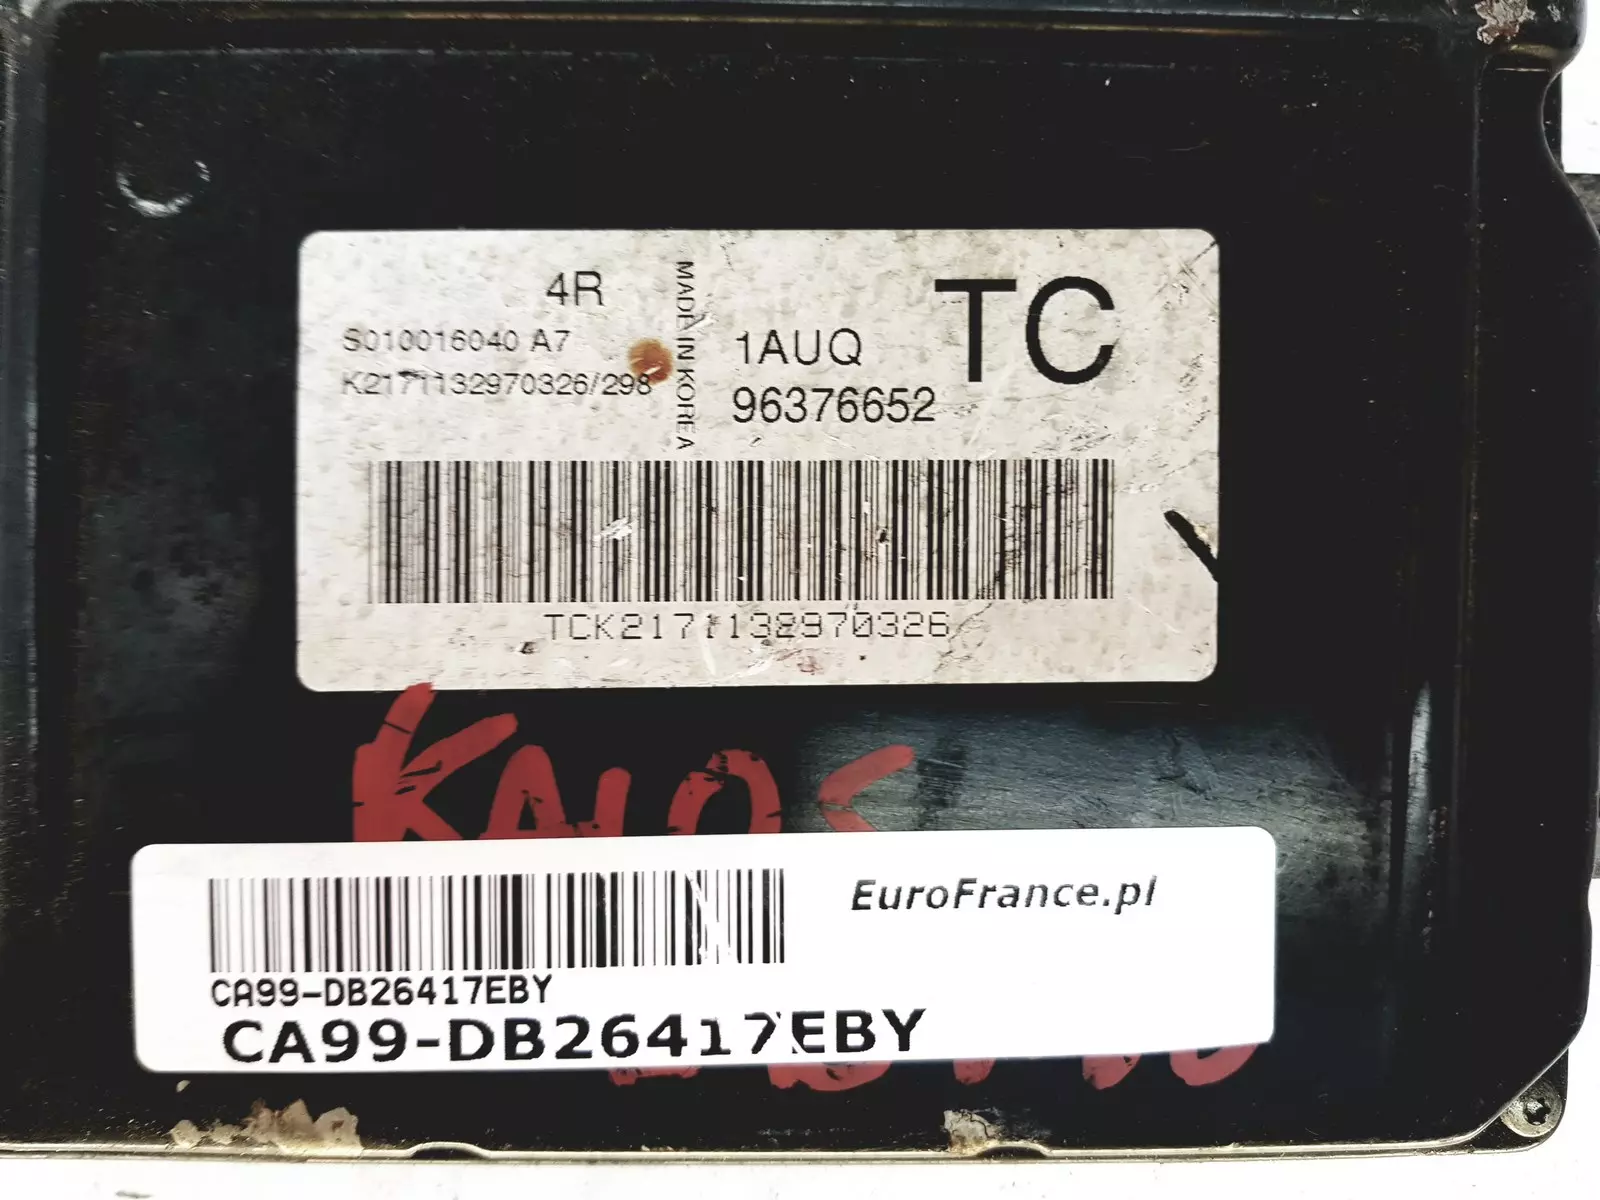 4R
S010016040 A7
K2171132970326/298
MADE IN KOREA
1AUQ
96376652
TC
TCK2171132970326
KALOS
EuroFrance.pl
CA99-DB26417EBY
CA99-DB26417EBY